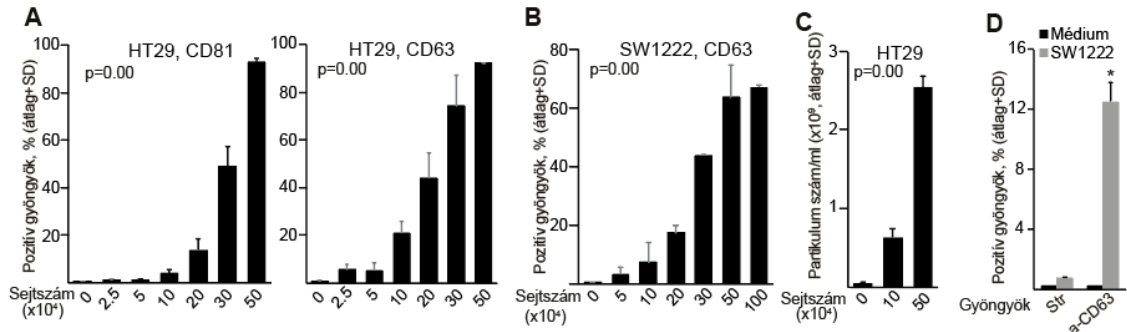 A
HT29, CD81
p=0.00
Pozitív gyöngyök, % (átlag+SD)
100
80
60
40
20
Sejtszám
(x10⁴)
0 2.5 5 10 20 30 50
HT29, CD63
p=0.00
100
80
60
40
20
0 2.5 5 10 20 30 50
B
SW1222, CD63
p=0.00
Pozitív gyöngyök, % (átlag+SD)
80
60
40
20
Sejtszám
(x10⁴)
0 5 10 20 30 50 100
C
HT29
p=0.00
Partikulum szám/ml (x10⁹, átlag+SD)
3
2
1
Sejtszám
(x10⁴)
0 10 50
D
Médium
SW1222
Pozitív gyöngyök, % (átlag+SD)
16
12
8
4
0
*
Gyöngyök
Str
a-CD63